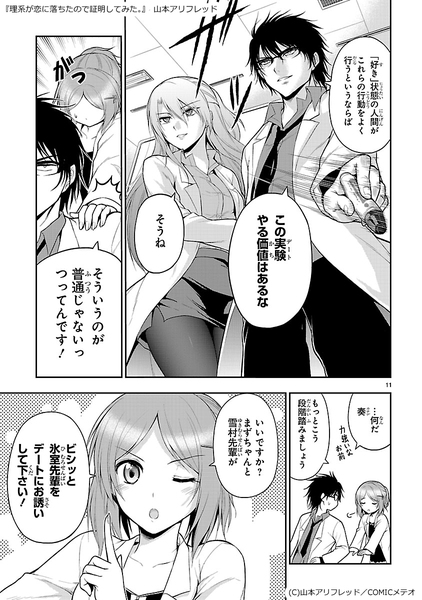 『理系が恋に落ちたので証明してみた。』 山本アリフレッド
「好き」状態の人間が
これらの行動をよく
行うというならば
この実験
やる価値はあるな
そうね
そういうのが
普通じゃないっ
つってんです！
11
…何だ
奏
力強いな
お前
もっとこう
段階踏みましょう
いいですか？
まずちゃんと
雪村先輩が
ビシッと
氷室先輩を
デートにお誘い
して下さい！
(C)山本アリフレッド／COMICメテオ